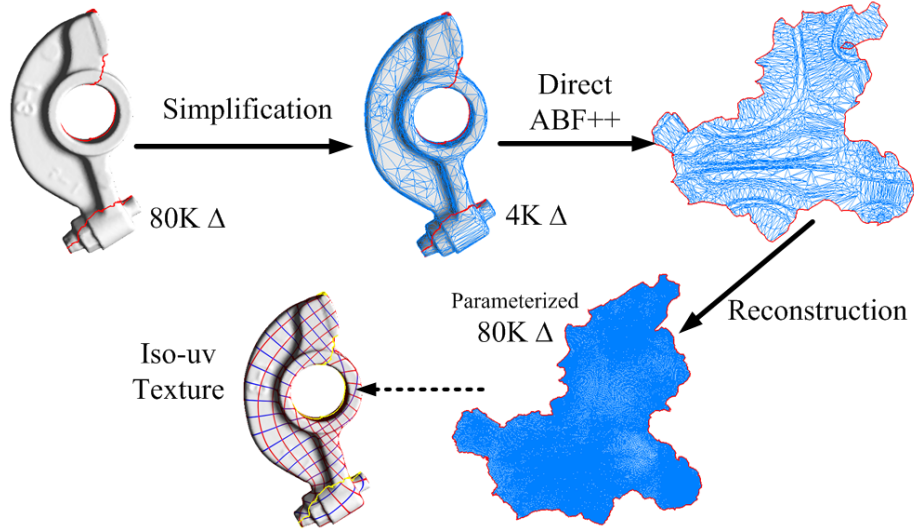 Simplification
Direct
ABF++
80K Δ
4K Δ
Parameterized
80K Δ
Reconstruction
Iso-uv
Texture